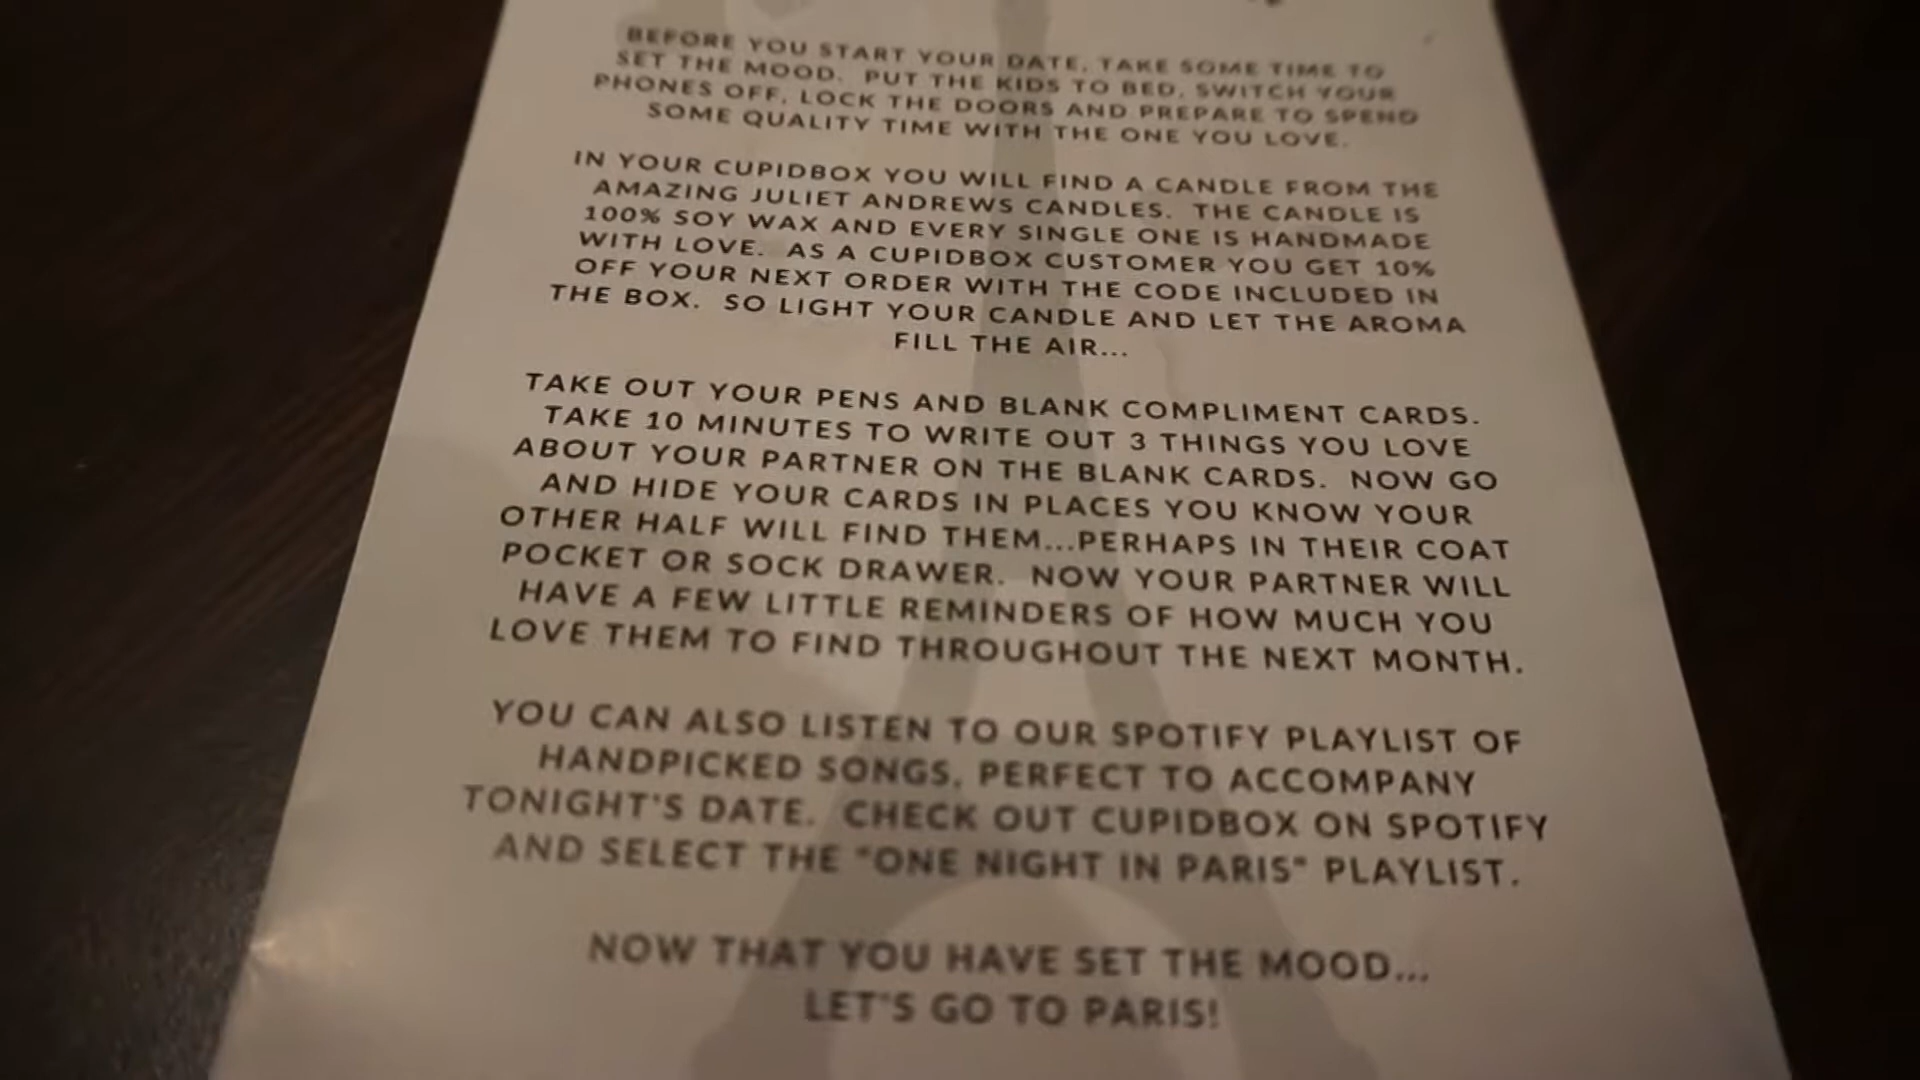 BEFORE YOU START YOUR DATE, TAKE SOME TIME TO
SET THE MOOD. PUT THE KIDS TO BED, SWITCH YOUR
PHONES OFF, LOCK THE DOORS AND PREPARE TO SPEND
SOME QUALITY TIME WITH THE ONE YOU LOVE.
IN YOUR CUPIDBOX YOU WILL FIND A CANDLE FROM THE
AMAZING JULIET ANDREWS CANDLES. THE CANDLE IS
100% SOY WAX AND EVERY SINGLE ONE IS HANDMADE
WITH LOVE. AS A CUPIDBOX CUSTOMER YOU GET 10%
OFF YOUR NEXT ORDER WITH THE CODE INCLUDED IN
THE BOX. SO LIGHT YOUR CANDLE AND LET THE AROMA
FILL THE AIR...
TAKE OUT YOUR PENS AND BLANK COMPLIMENT CARDS.
TAKE 10 MINUTES TO WRITE OUT 3 THINGS YOU LOVE
ABOUT YOUR PARTNER ON THE BLANK CARDS. NOW GO
AND HIDE YOUR CARDS IN PLACES YOU KNOW YOUR
OTHER HALF WILL FIND THEM...PERHAPS IN THEIR COAT
POCKET OR SOCK DRAWER. NOW YOUR PARTNER WILL
HAVE A FEW LITTLE REMINDERS OF HOW MUCH YOU
LOVE THEM TO FIND THROUGHOUT THE NEXT MONTH.
YOU CAN ALSO LISTEN TO OUR SPOTIFY PLAYLIST OF
HANDPICKED SONGS, PERFECT TO ACCOMPANY
TONIGHT'S DATE. CHECK OUT CUPIDBOX ON SPOTIFY
AND SELECT THE "ONE NIGHT IN PARIS" PLAYLIST.
NOW THAT YOU HAVE SET THE MOOD...
LET'S GO TO PARIS!